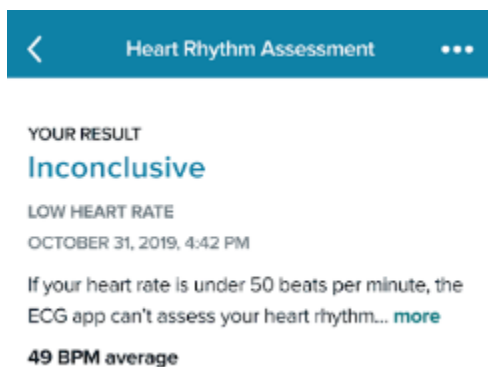 Heart Rhythm Assessment
YOUR RESULT
Inconclusive
LOW HEART RATE
OCTOBER 31, 2019, 4:42 PM
If your heart rate is under 50 beats per minute, the
ECG app can't assess your heart rhythm... more
49 BPM average